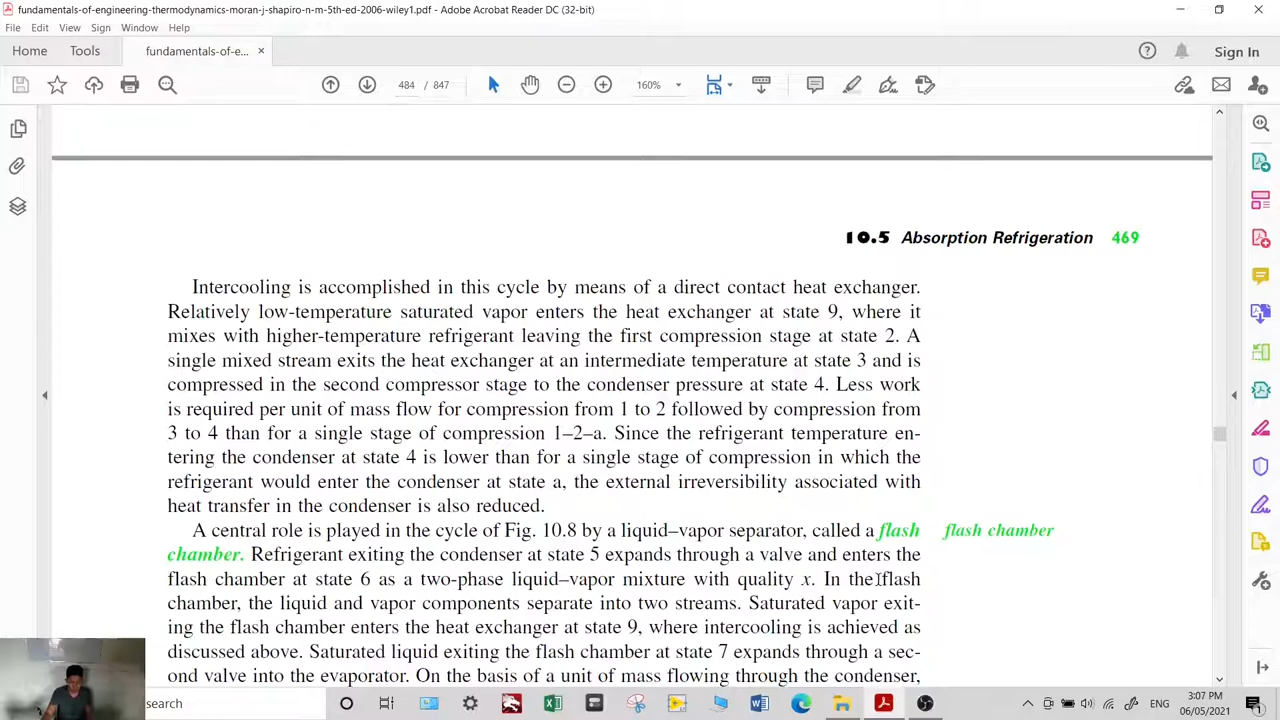 fundamentals-of-engineering-thermodynamics-moran-j-shapiro-n-m-5th-ed-2006-wiley1.pdf - Adobe Acrobat Reader DC (32-bit)
File Edit View Sign Window Help
Home Tools fundamentals-of-e... × Sign In
484 / 847 160%
10.5 Absorption Refrigeration 469
Intercooling is accomplished in this cycle by means of a direct contact heat exchanger.
Relatively low-temperature saturated vapor enters the heat exchanger at state 9, where it
mixes with higher-temperature refrigerant leaving the first compression stage at state 2. A
single mixed stream exits the heat exchanger at an intermediate temperature at state 3 and is
compressed in the second compressor stage to the condenser pressure at state 4. Less work
is required per unit of mass flow for compression from 1 to 2 followed by compression from
3 to 4 than for a single stage of compression 1–2–a. Since the refrigerant temperature en-
tering the condenser at state 4 is lower than for a single stage of compression in which the
refrigerant would enter the condenser at state a, the external irreversibility associated with
heat transfer in the condenser is also reduced.
A central role is played in the cycle of Fig. 10.8 by a liquid–vapor separator, called a flash
flash chamber
chamber. Refrigerant exiting the condenser at state 5 expands through a valve and enters the
flash chamber at state 6 as a two-phase liquid–vapor mixture with quality x. In the flash
chamber, the liquid and vapor components separate into two streams. Saturated vapor exit-
ing the flash chamber enters the heat exchanger at state 9, where intercooling is achieved as
discussed above. Saturated liquid exiting the flash chamber at state 7 expands through a sec-
ond valve into the evaporator. On the basis of a unit of mass flowing through the condenser,
search
ENG
3:07 PM
06/05/2021